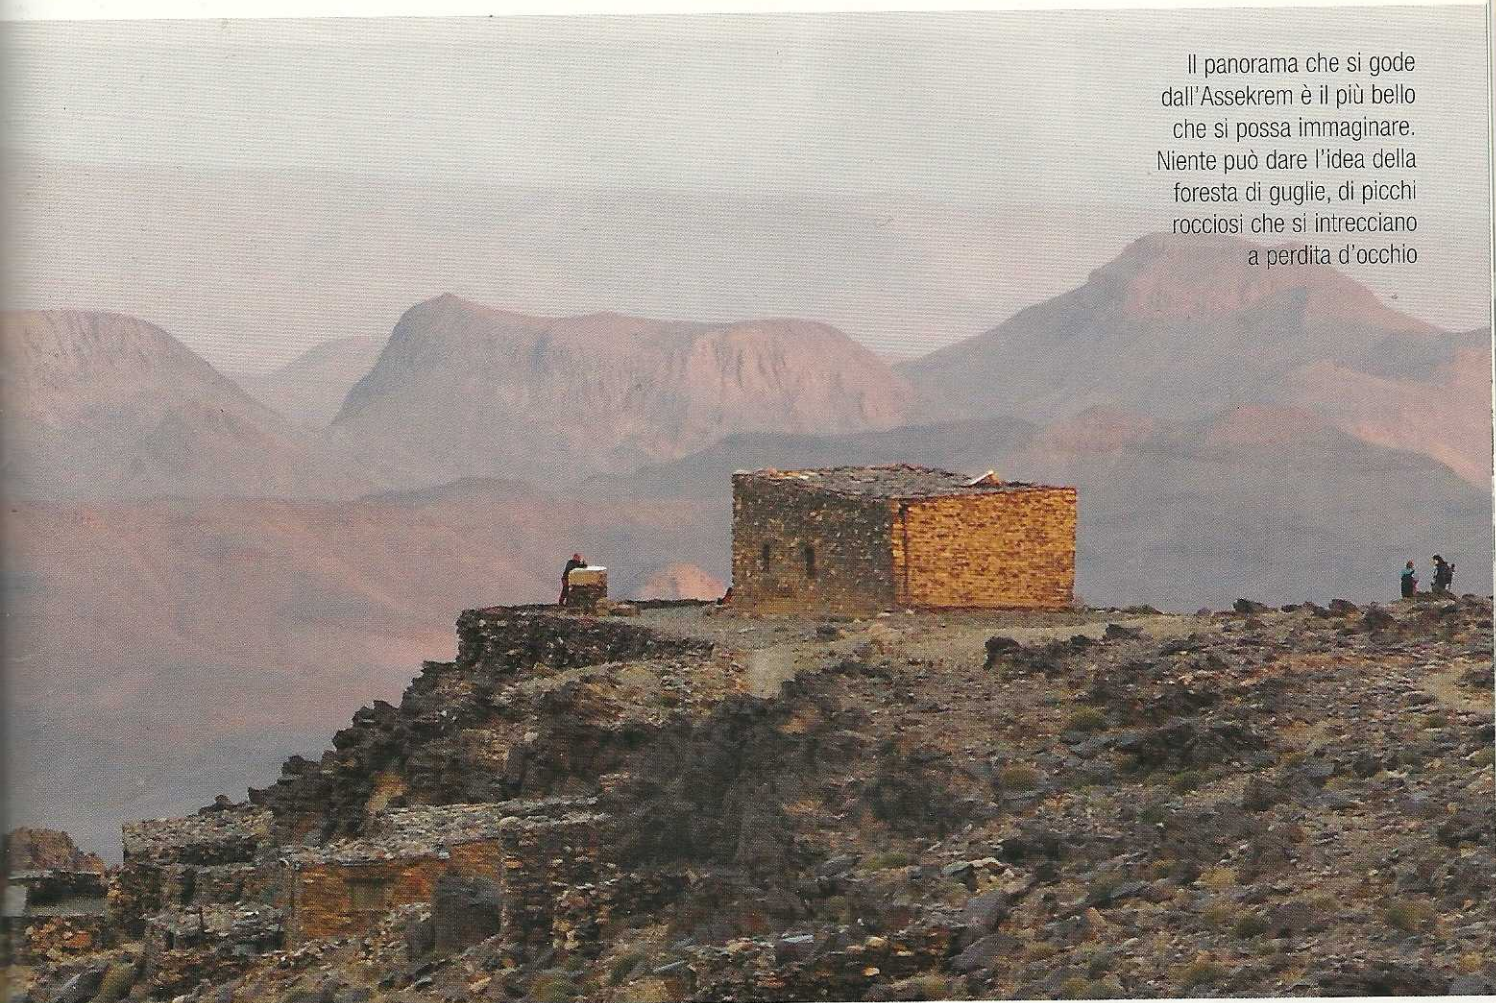 Il panorama che si gode
dall'Assekrem è il più bello
che si possa immaginare.
Niente può dare l'idea della
foresta di guglie, di picchi
rocciosi che si intrecciano
a perdita d'occhio